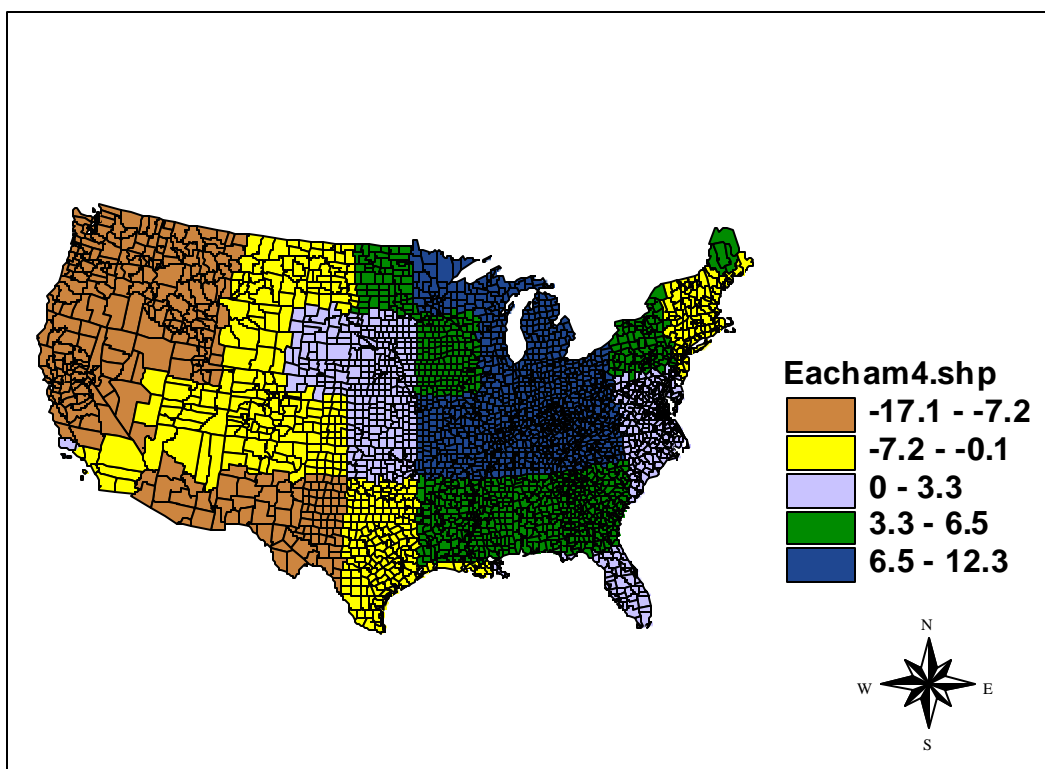 Eacham4.shp
-17.1 - -7.2
-7.2 - -0.1
0 - 3.3
3.3 - 6.5
6.5 - 12.3
N
W E
S